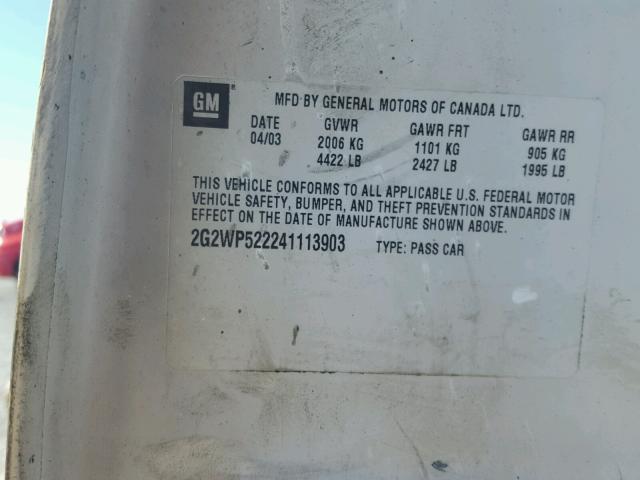 GM
MFD BY GENERAL MOTORS OF CANADA LTD.
DATE GVWR GAWR FRT GAWR RR
04/03 2006 KG 1101 KG 905 KG
4422 LB 2427 LB 1995 LB
THIS VEHICLE CONFORMS TO ALL APPLICABLE U.S. FEDERAL MOTOR
VEHICLE SAFETY, BUMPER, AND THEFT PREVENTION STANDARDS IN
EFFECT ON THE DATE OF MANUFACTURE SHOWN ABOVE.
2G2WP522241113903 TYPE: PASS CAR